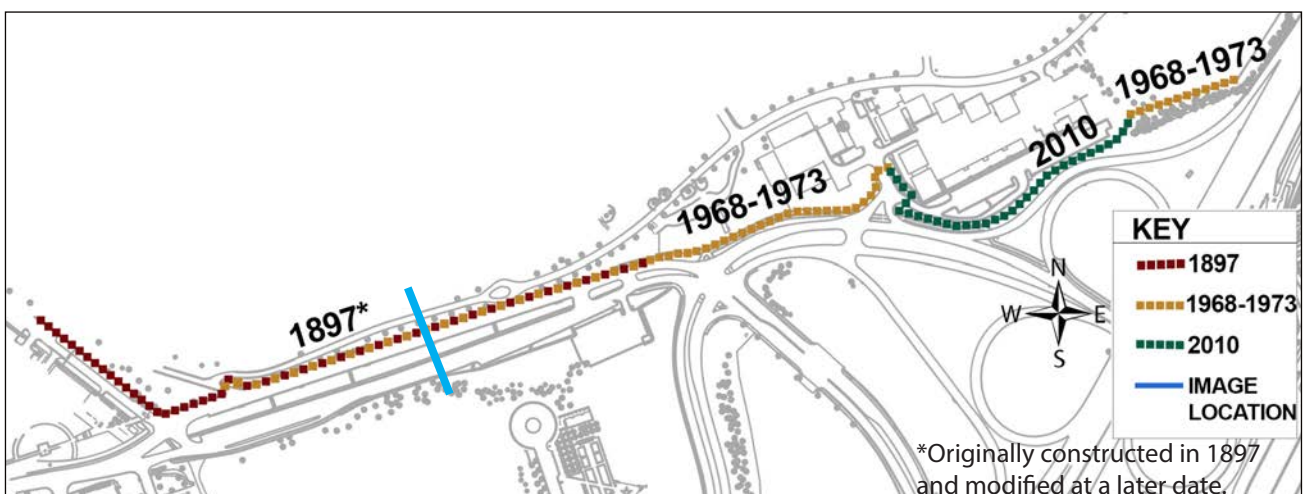 1968-1973
2010
1968-1973
1897*
KEY
1897
1968-1973
2010
IMAGE
LOCATION
N
W E
S
*Originally constructed in 1897
and modified at a later date.